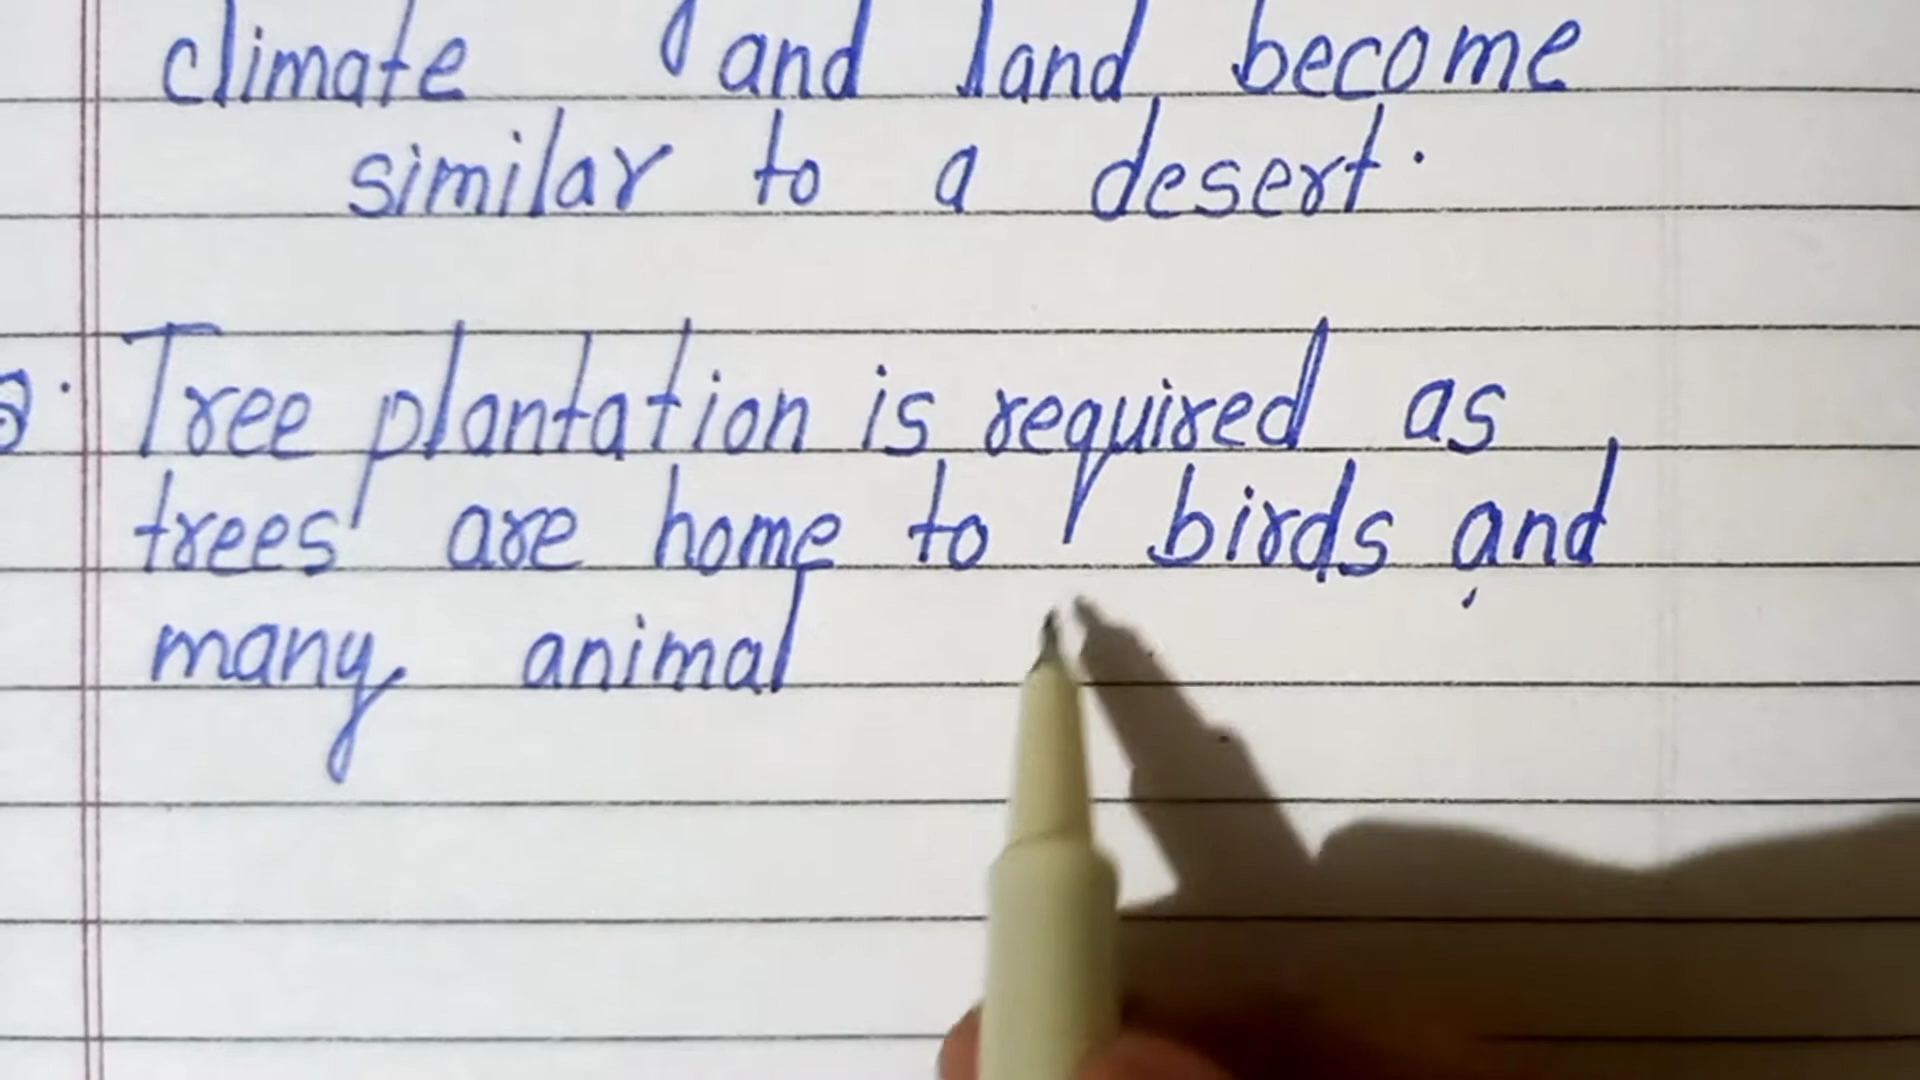 climate and land become
similar to a desert.
Tree plantation is required as
trees are home to birds and
many animal